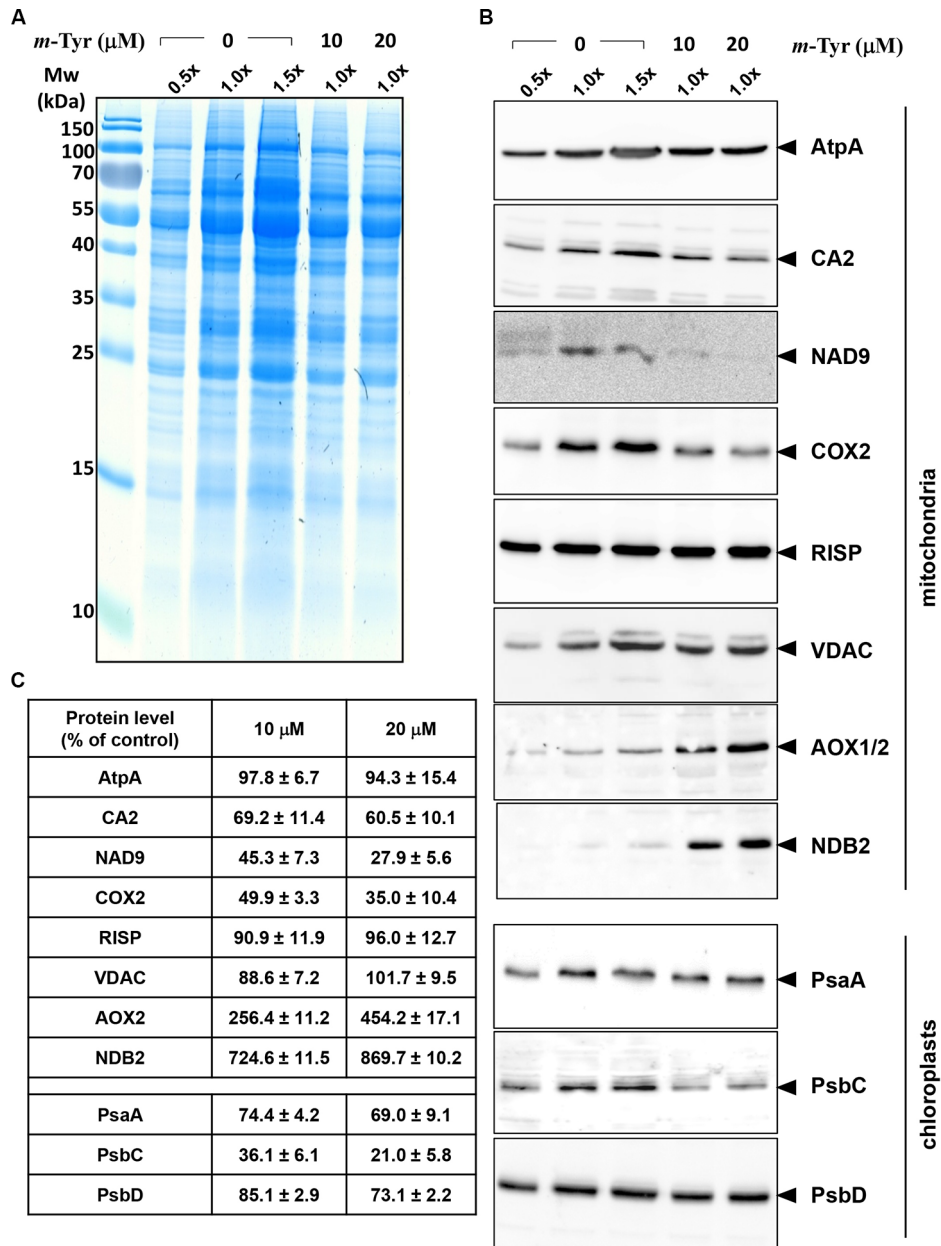 A
m-Tyr (μM) 0 10 20
Mw
(kDa)
0.5x 1.0x 1.5x 1.0x 1.0x
150
100
70
55
40
35
25
15
10
B
0 10 20 m-Tyr (μM)
0.5x 1.0x 1.5x 1.0x 1.0x
AtpA
CA2
NAD9
COX2
RISP
VDAC
AOX1/2
NDB2
mitochondria
PsaA
PsbC
PsbD
chloroplasts
C
Protein level
(% of control) 10 μM 20 μM
AtpA 97.8 ± 6.7 94.3 ± 15.4
CA2 69.2 ± 11.4 60.5 ± 10.1
NAD9 45.3 ± 7.3 27.9 ± 5.6
COX2 49.9 ± 3.3 35.0 ± 10.4
RISP 90.9 ± 11.9 96.0 ± 12.7
VDAC 88.6 ± 7.2 101.7 ± 9.5
AOX2 256.4 ± 11.2 454.2 ± 17.1
NDB2 724.6 ± 11.5 869.7 ± 10.2
PsaA 74.4 ± 4.2 69.0 ± 9.1
PsbC 36.1 ± 6.1 21.0 ± 5.8
PsbD 85.1 ± 2.9 73.1 ± 2.2